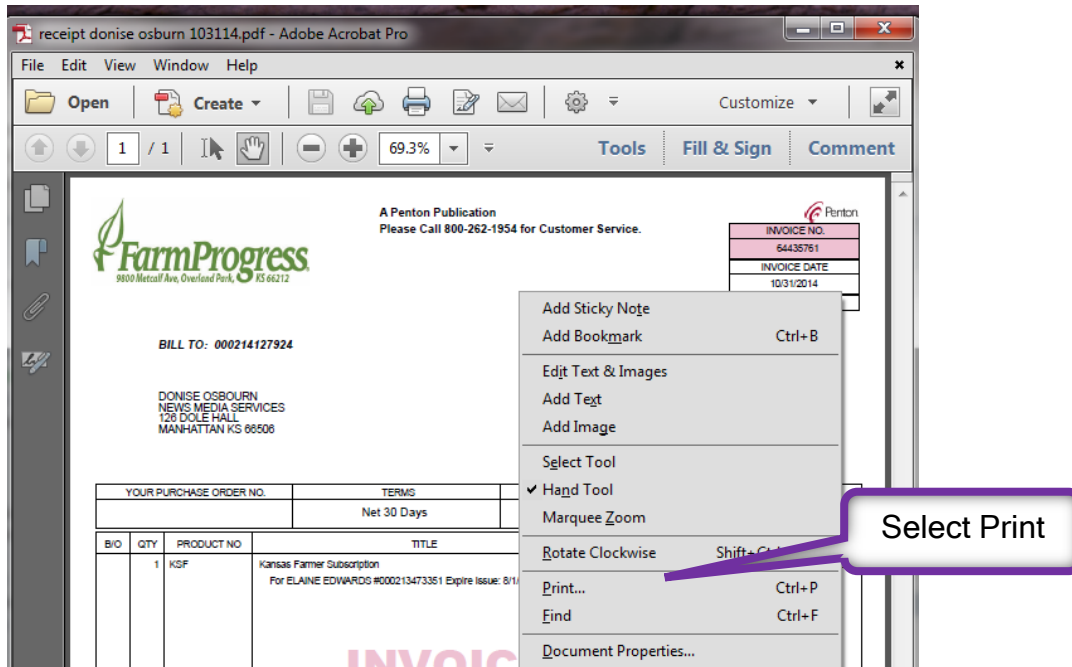 receipt donise osburn 103114.pdf - Adobe Acrobat Pro
File Edit View Window Help
Open Create Customize
1 / 1 69.3% Tools Fill & Sign Comment
A Penton Publication
Please Call 800-262-1954 for Customer Service.
Penton
INVOICE NO.
64435761
INVOICE DATE
10/31/2014
FarmProgress
9800 Metcalf Ave, Overland Park, KS 66212
BILL TO: 000214127924
DONISE OSBOURN
NEWS MEDIA SERVICES
126 DOLE HALL
MANHATTAN KS 66506
YOUR PURCHASE ORDER NO. TERMS
Net 30 Days
B/O QTY PRODUCT NO TITLE
1 KSF Kansas Farmer Subscription
For ELAINE EDWARDS #000213473351 Expire Issue: 8/1/
Add Sticky Note
Add Bookmark Ctrl+B
Edit Text & Images
Add Text
Add Image
Select Tool
Hand Tool
Marquee Zoom
Rotate Clockwise Shift+
Print... Ctrl+P
Find Ctrl+F
Document Properties...
Select Print